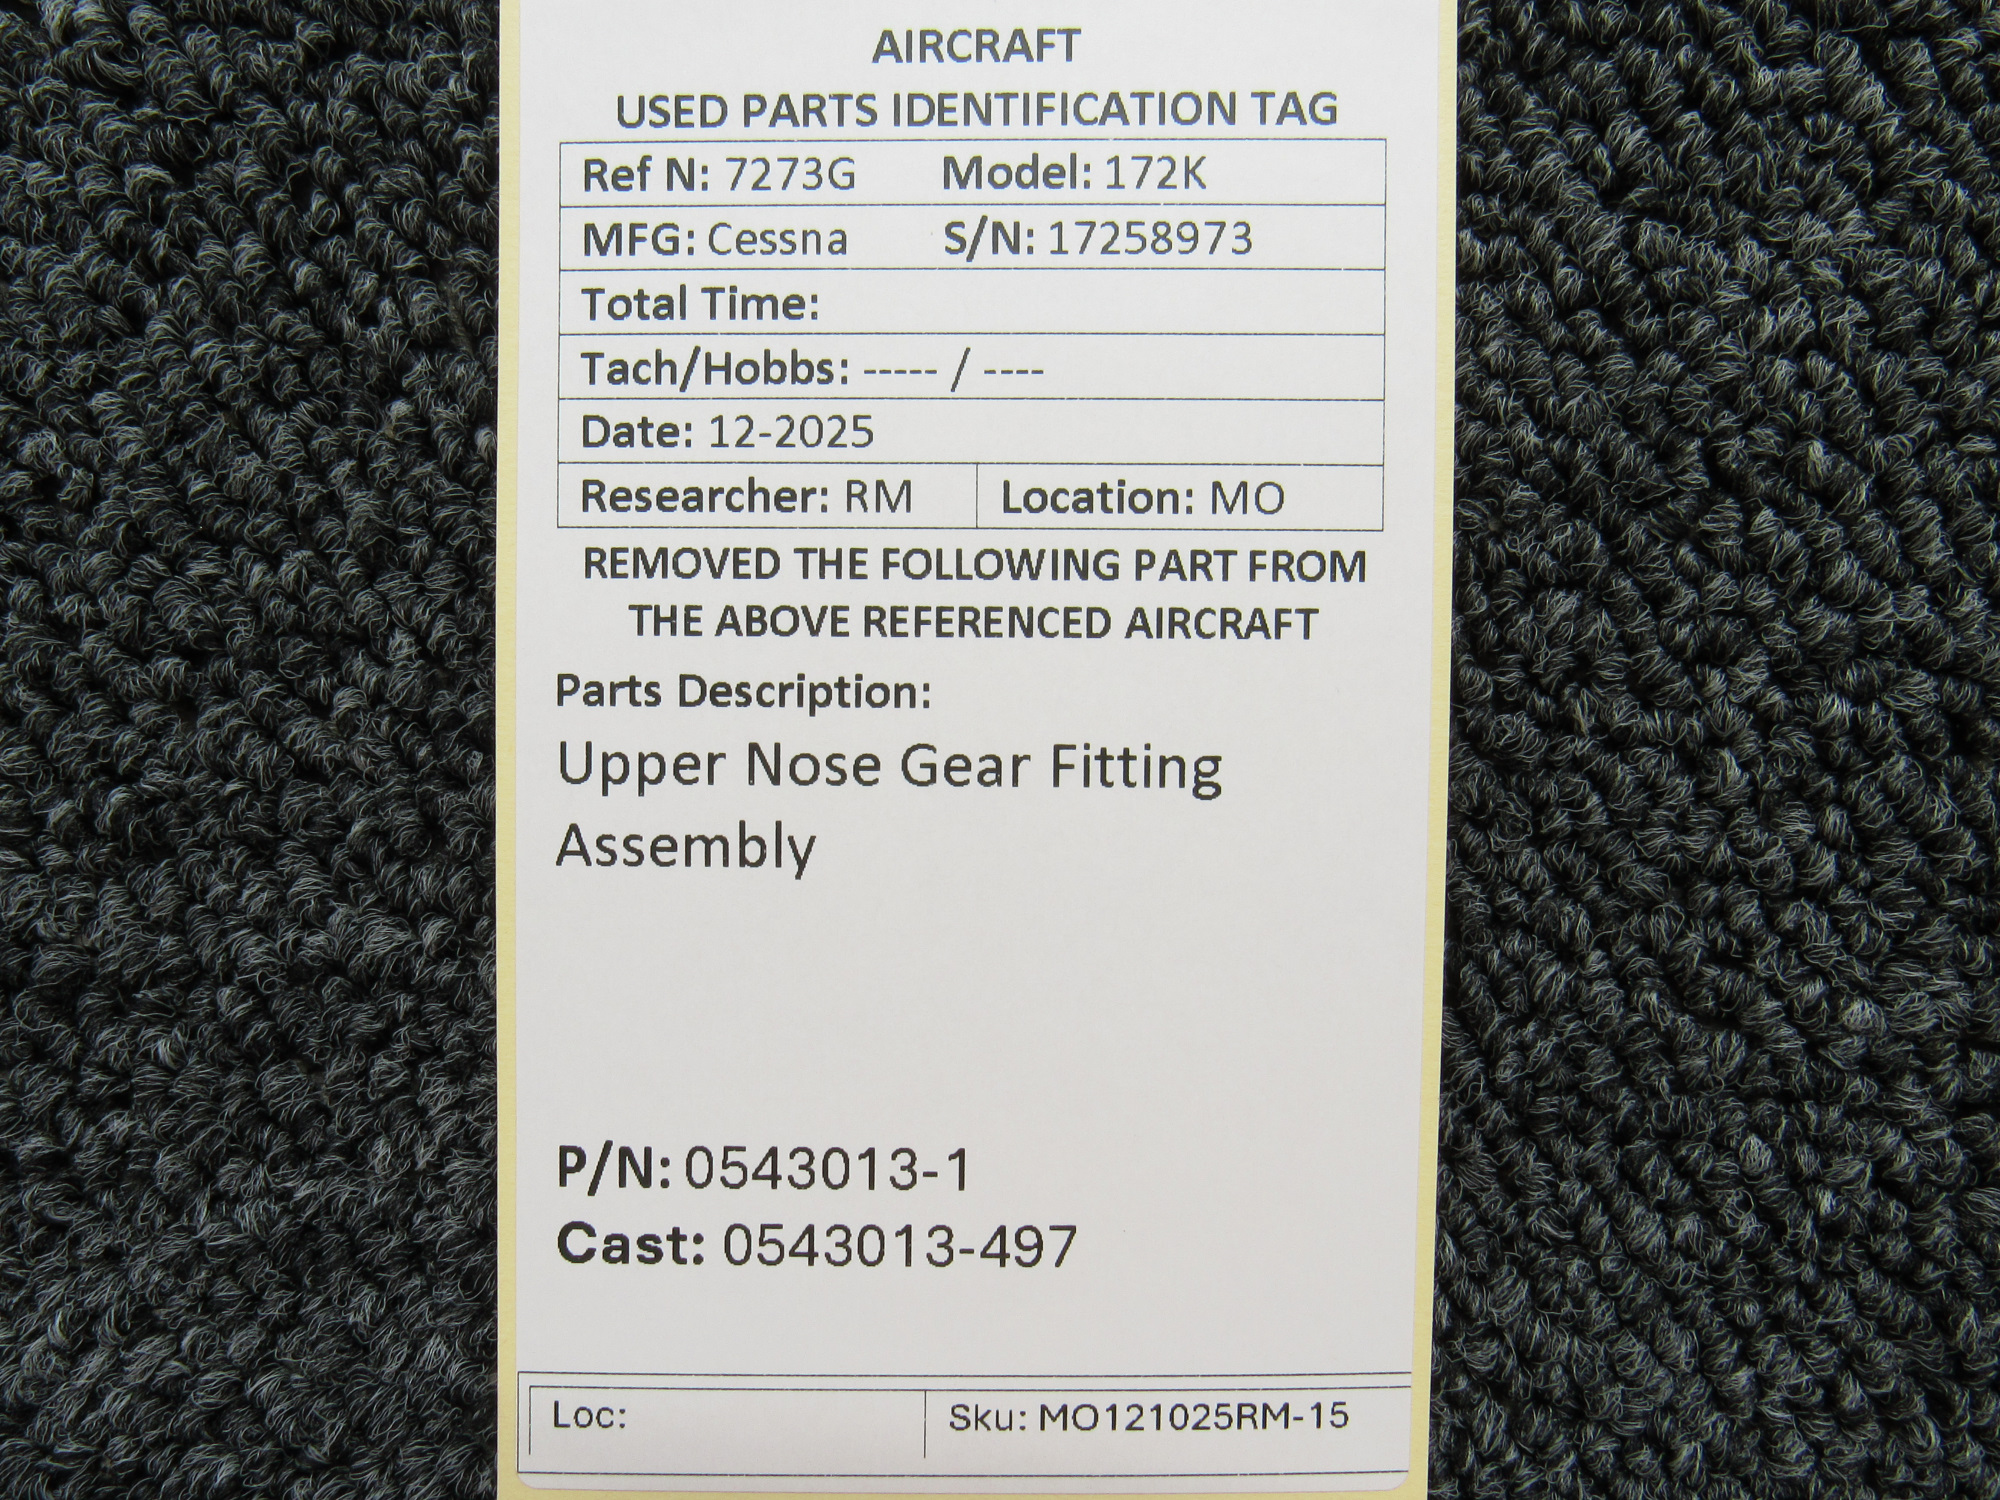 AIRCRAFT
USED PARTS IDENTIFICATION TAG
Ref N: 7273G Model: 172K
MFG: Cessna S/N: 17258973
Total Time:
Tach/Hobbs: ----- / ----
Date: 12-2025
Researcher: RM Location: MO
REMOVED THE FOLLOWING PART FROM
THE ABOVE REFERENCED AIRCRAFT
Parts Description:
Upper Nose Gear Fitting
Assembly
P/N: 0543013-1
Cast: 0543013-497
Loc: Sku: MO121025RM-15